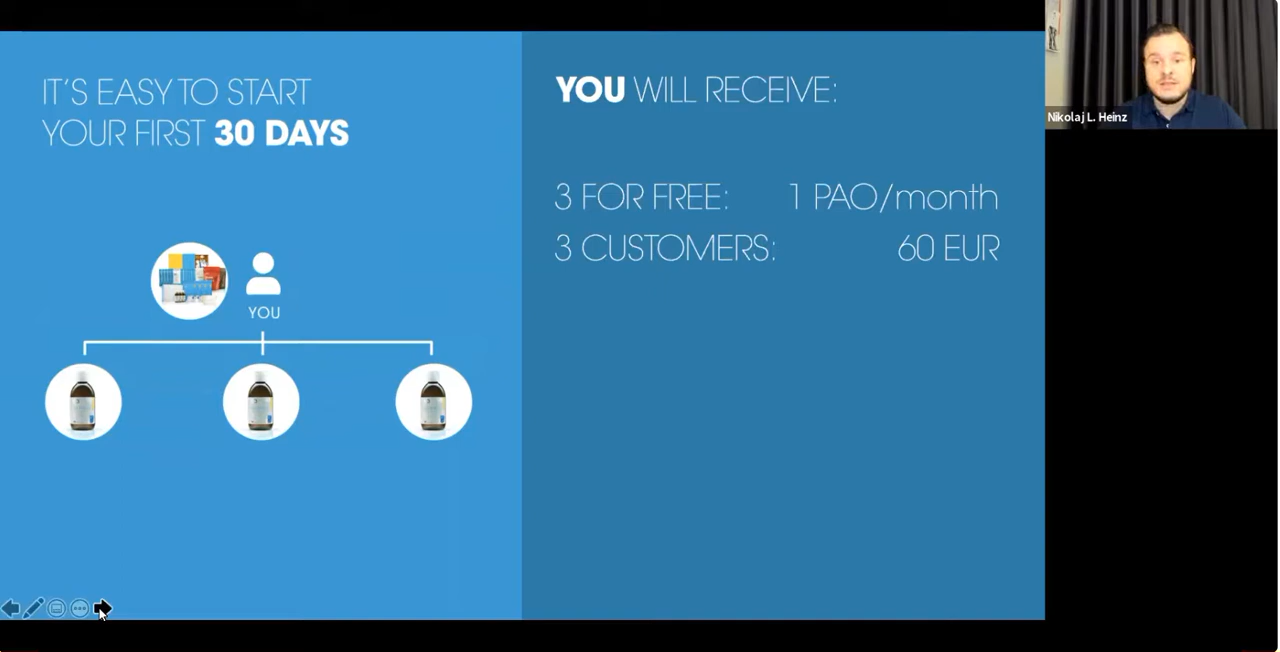 IT'S EASY TO START
YOUR FIRST 30 DAYS
YOU
YOU WILL RECEIVE:
3 FOR FREE: 1 PAO/month
3 CUSTOMERS: 60 EUR
Nikolaj L. Heinz